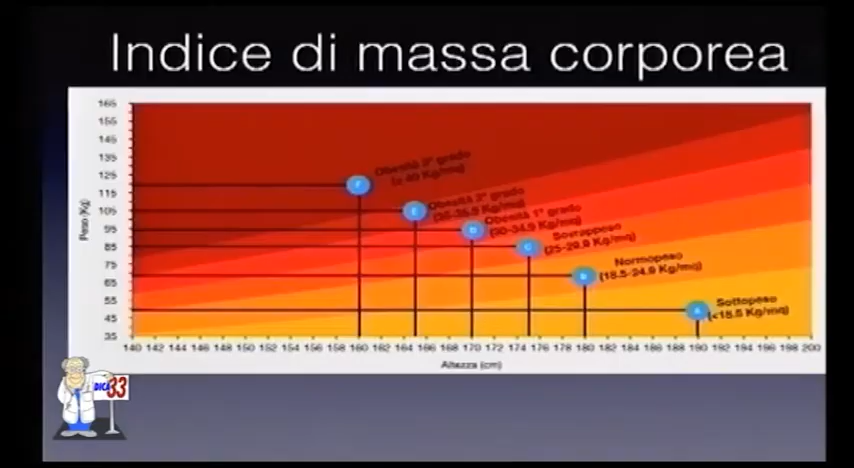 Indice di massa corporea
165
155
145
135
125
115
105
95
85
75
65
55
45
35
Peso (Kg)
F
Obesità 3° grado
(≥ 40 Kg/mq)
E
Obesità 2° grado
(35-39.9 Kg/mq)
D
Obesità 1° grado
(30-34.9 Kg/mq)
C
Sovrappeso
(25-29.9 Kg/mq)
B
Normopeso
(18.5-24.9 Kg/mq)
A
Sottopeso
(<18.5 Kg/mq)
140 142 144 146 148 150 152 154 156 158 160 162 164 166 168 170 172 174 176 178 180 182 184 186 188 190 192 194 196 198 200
Altezza (cm)
DICA 33